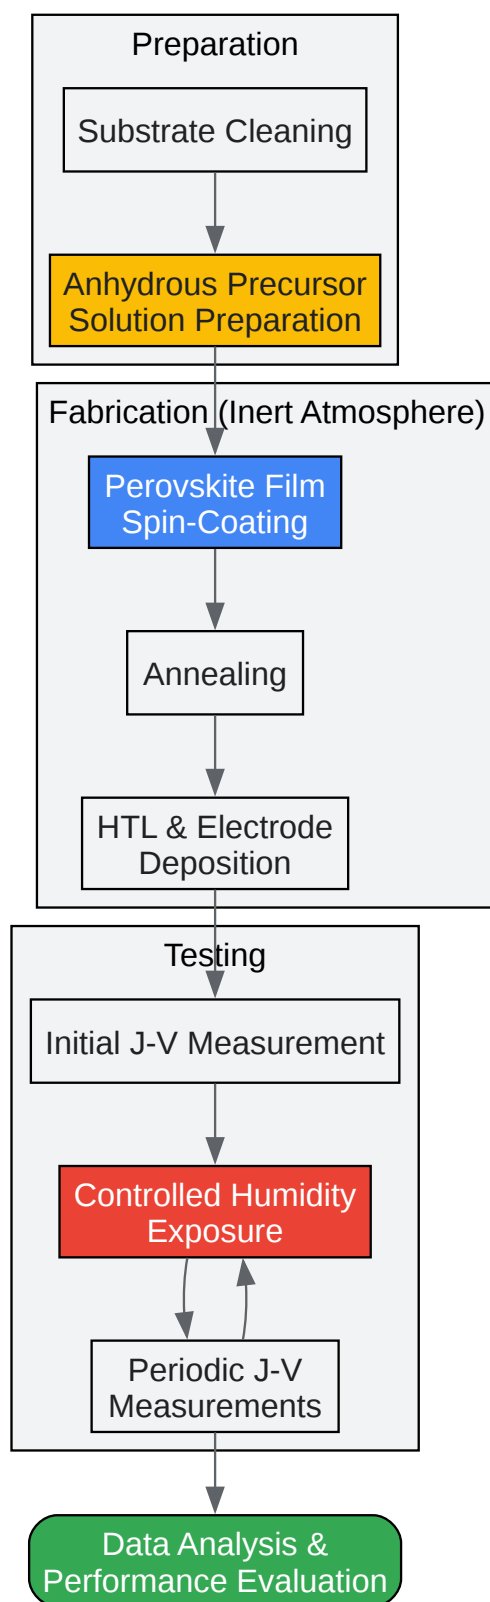 Preparation
Substrate Cleaning
Anhydrous Precursor
Solution Preparation
Fabrication (Inert Atmosphere)
Perovskite Film
Spin-Coating
Annealing
HTL & Electrode
Deposition
Testing
Initial J-V Measurement
Controlled Humidity
Exposure
Periodic J-V
Measurements
Data Analysis &
Performance Evaluation